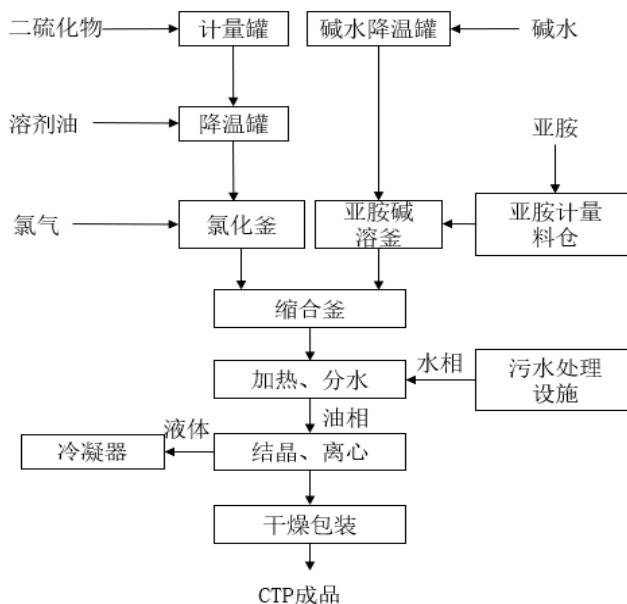 二硫化物
计量罐
碱水降温罐
碱水
溶剂油
降温罐
亚胺
氯气
氯化釜
亚胺碱
溶釜
亚胺计量
料仓
缩合釜
加热、分水
水相
污水处理
设施
油相
液体
冷凝器
结晶、离心
干燥包装
CTP成品